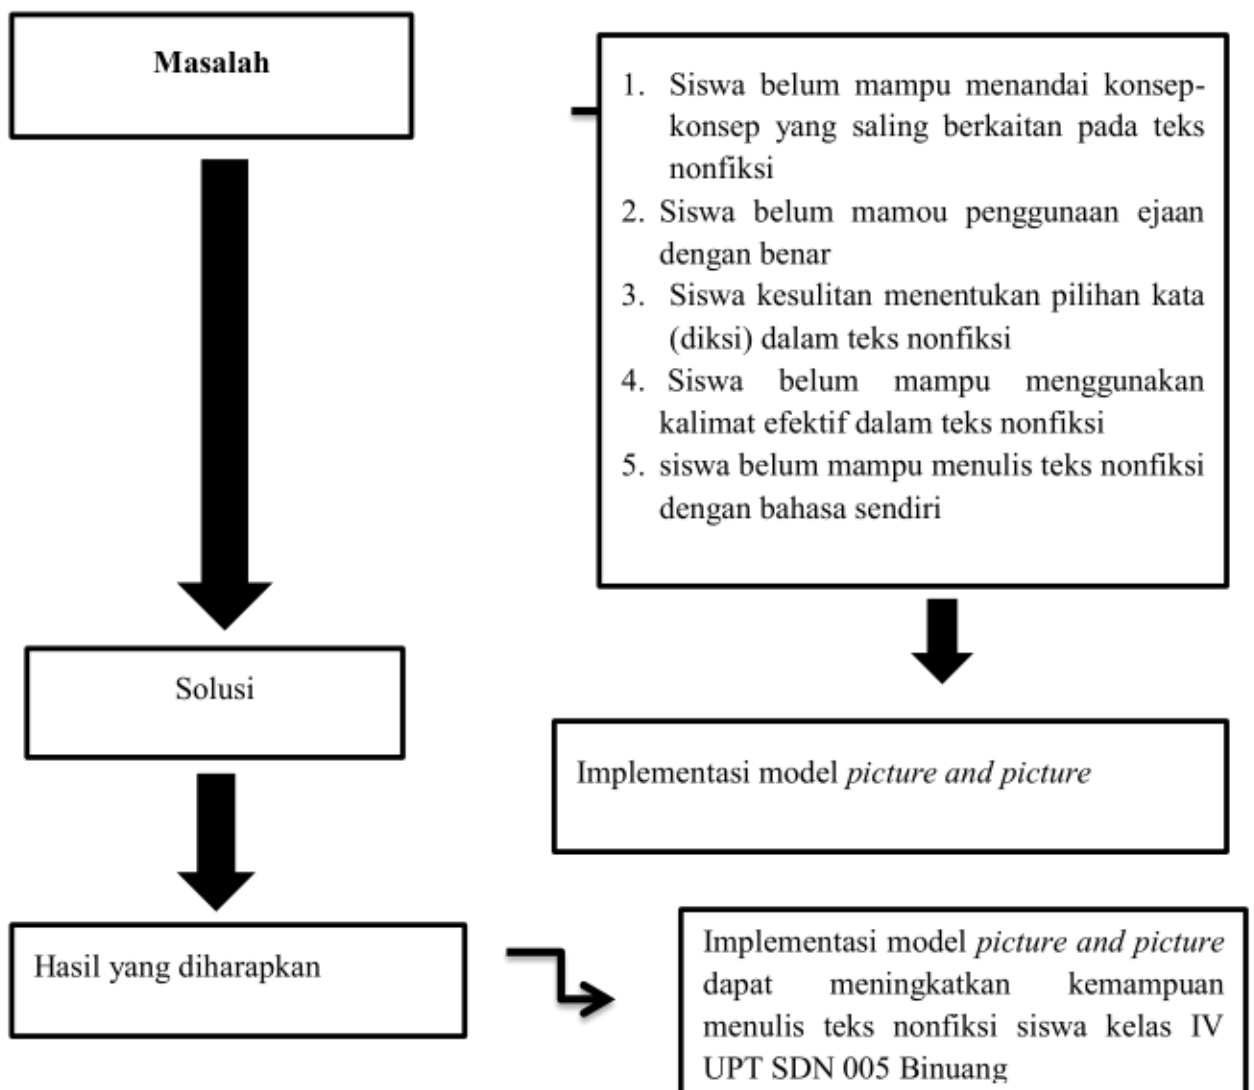 Masalah
1. Siswa belum mampu menandai konsep-
konsep yang saling berkaitan pada teks
nonfiksi
2. Siswa belum mamou penggunaan ejaan
dengan benar
3. Siswa kesulitan menentukan pilihan kata
(diksi) dalam teks nonfiksi
4. Siswa belum mampu menggunakan
kalimat efektif dalam teks nonfiksi
5. siswa belum mampu menulis teks nonfiksi
dengan bahasa sendiri
Solusi
Implementasi model picture and picture
Hasil yang diharapkan
Implementasi model picture and picture
dapat meningkatkan kemampuan
menulis teks nonfiksi siswa kelas IV
UPT SDN 005 Binuang